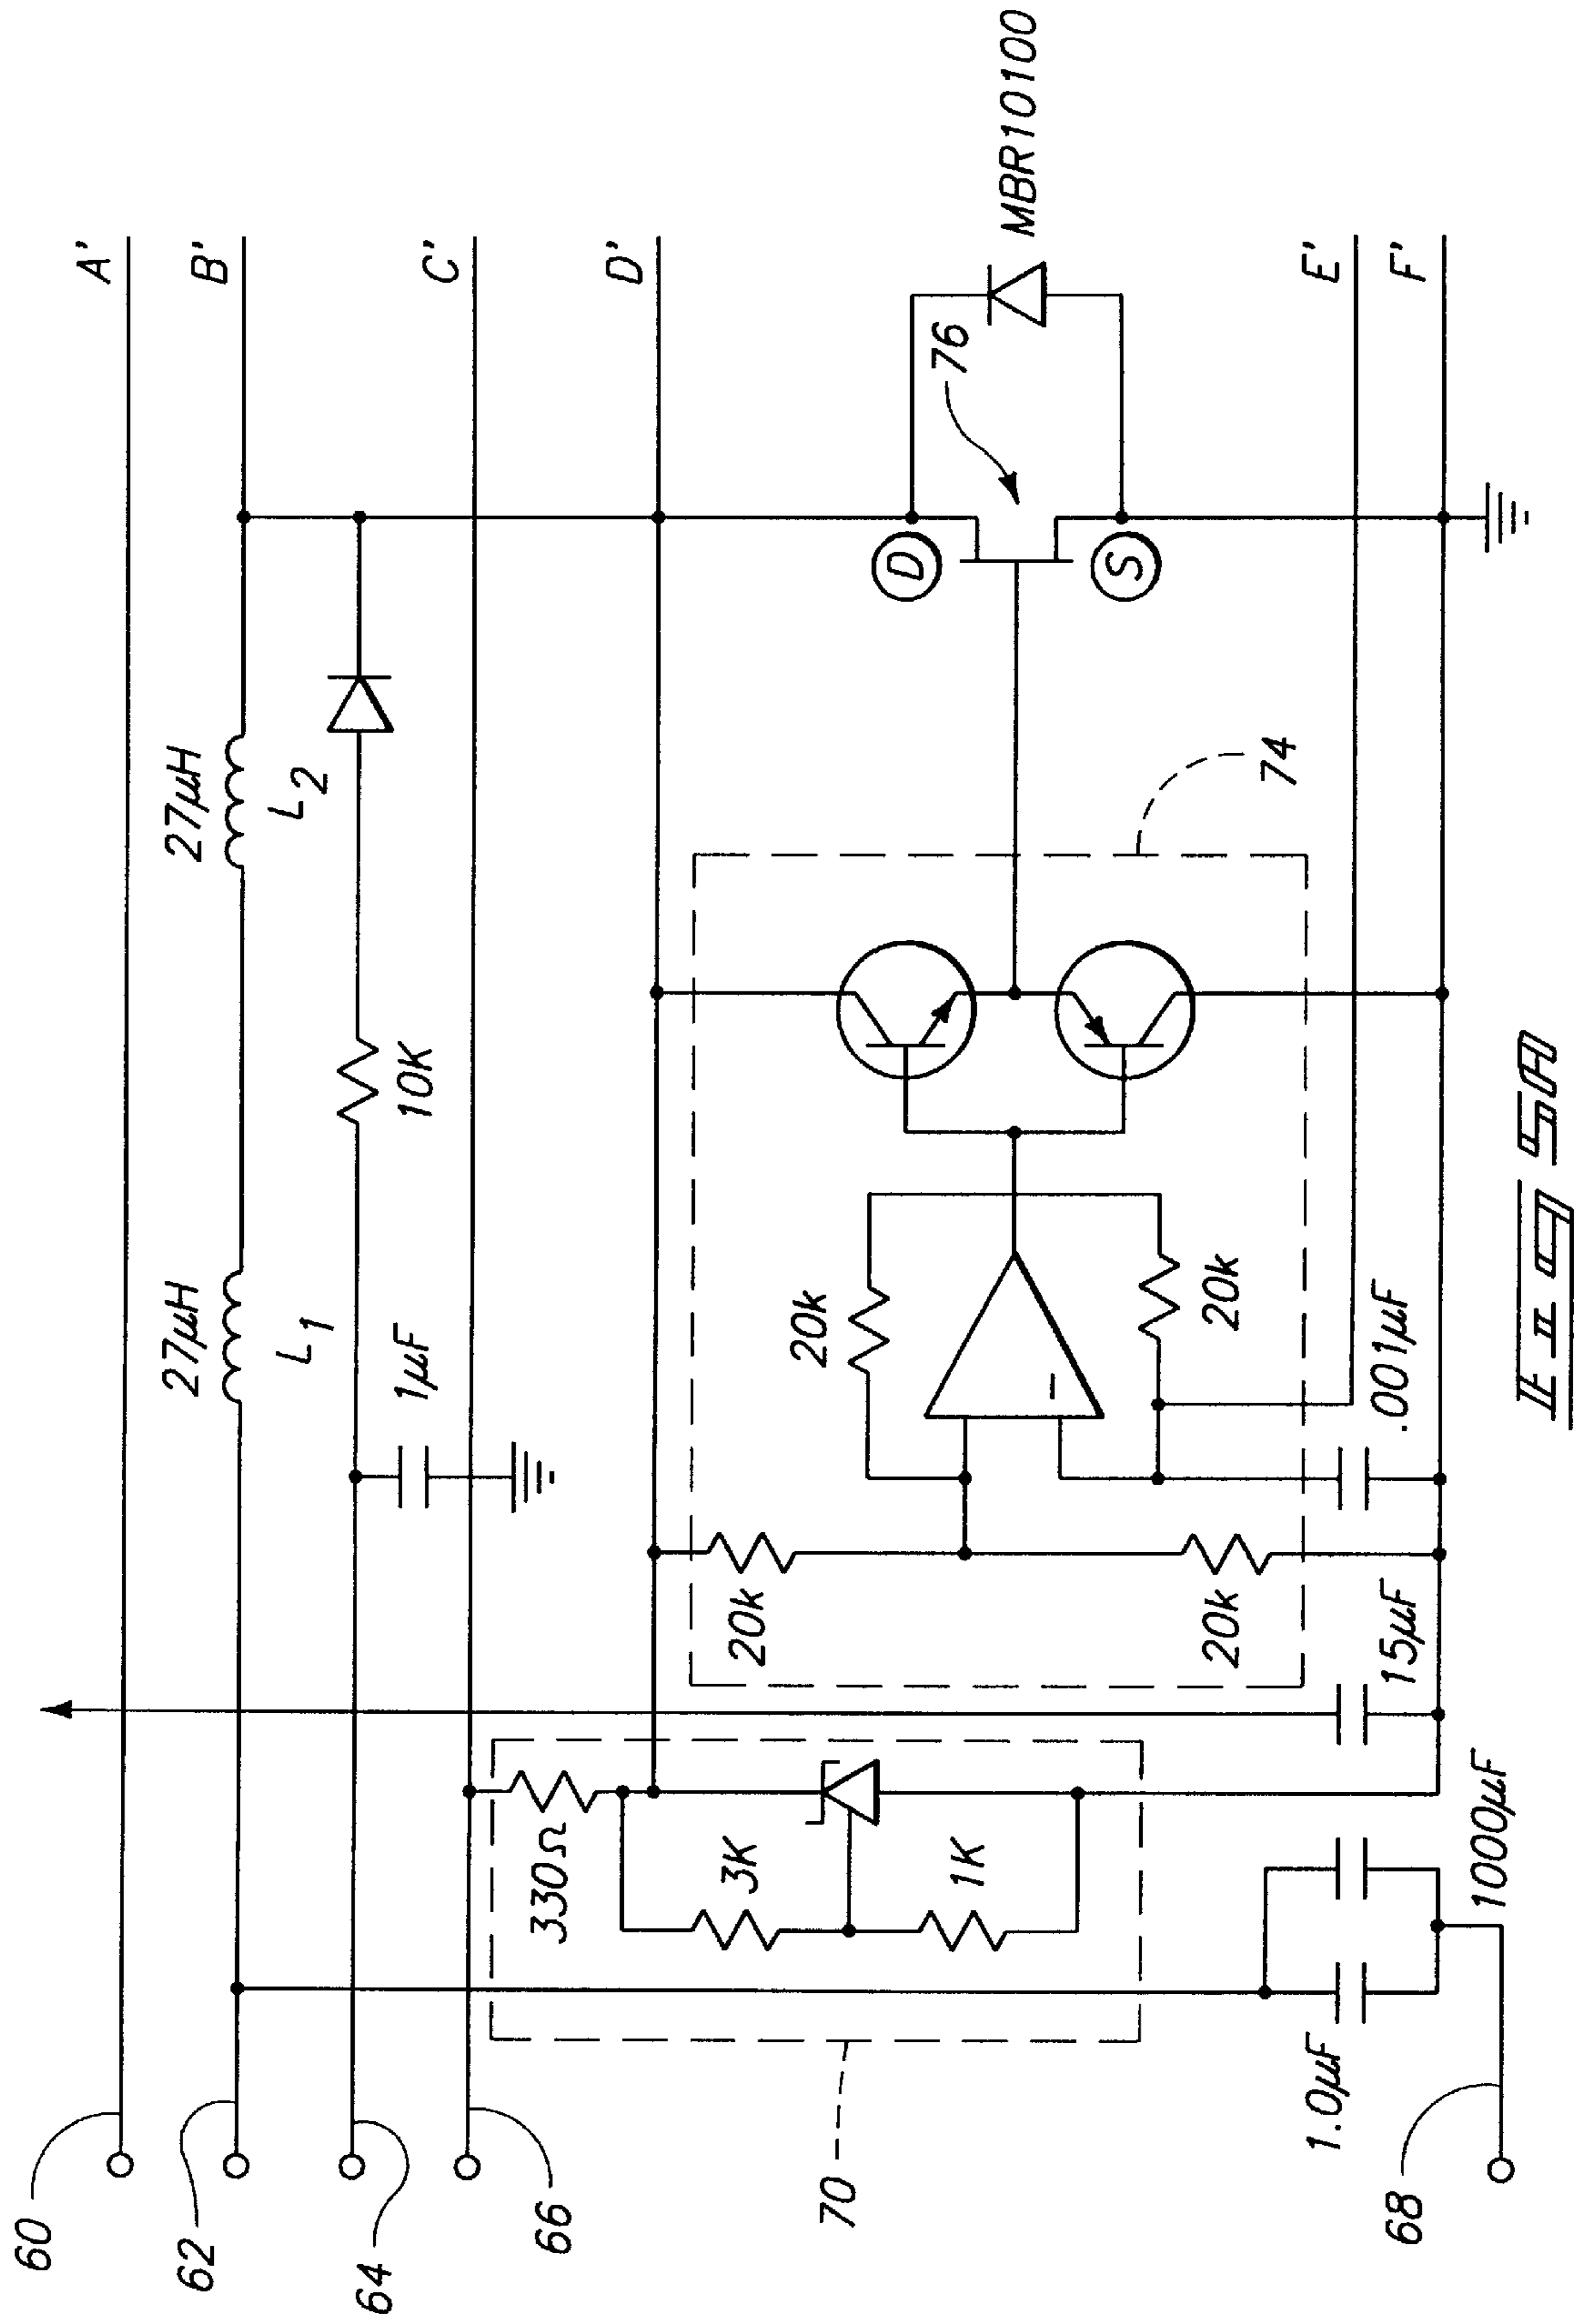 A'
B'
C'
D'
E'
F'
27µH
L1
27µH
L2
10K
1µF
MBR10100
76
D
S
74
20k
20k
20k
20k
.001µF
15µF
330Ω
3K
1K
1000µF
1.0µF
60
62
64
66
70
68
FIG 5A